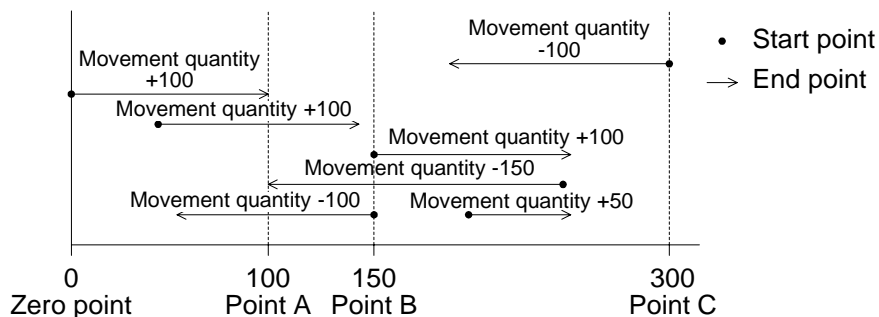 Movement quantity
-100
Start point
Movement quantity
+100
End point
Movement quantity +100
Movement quantity +100
Movement quantity -150
Movement quantity -100
Movement quantity +50
0
100
150
300
Zero point
Point A
Point B
Point C